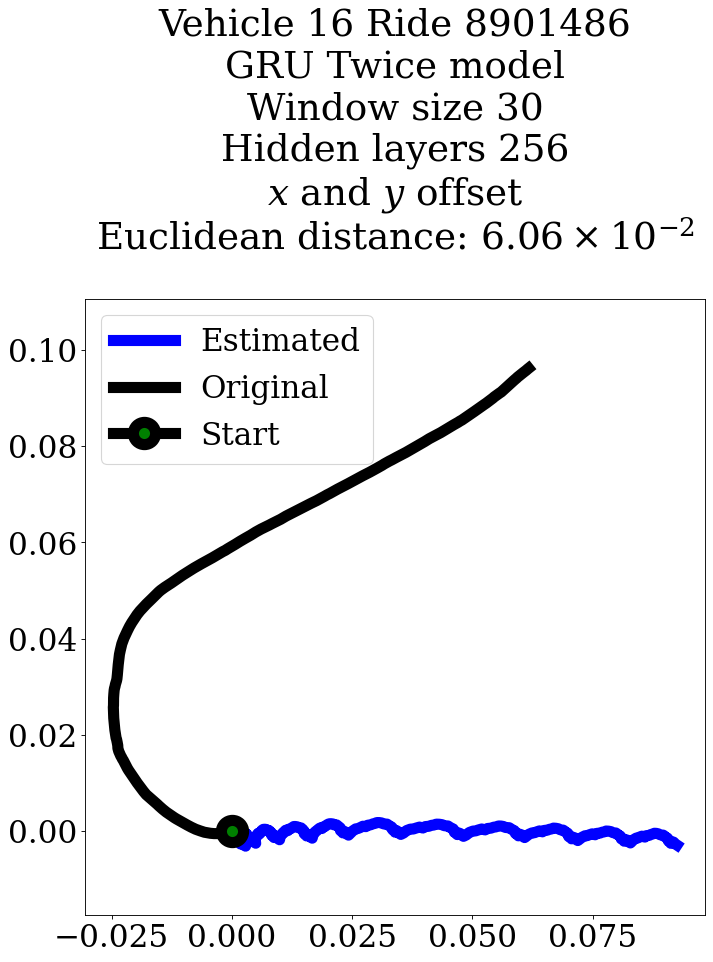 Vehicle 16 Ride 8901486
GRU Twice model
Window size 30
Hidden layers 256
x and y offset
Euclidean distance: 6.06 × 10⁻²
Estimated
Original
Start
0.10
0.08
0.06
0.04
0.02
0.00
−0.025 0.000 0.025 0.050 0.075